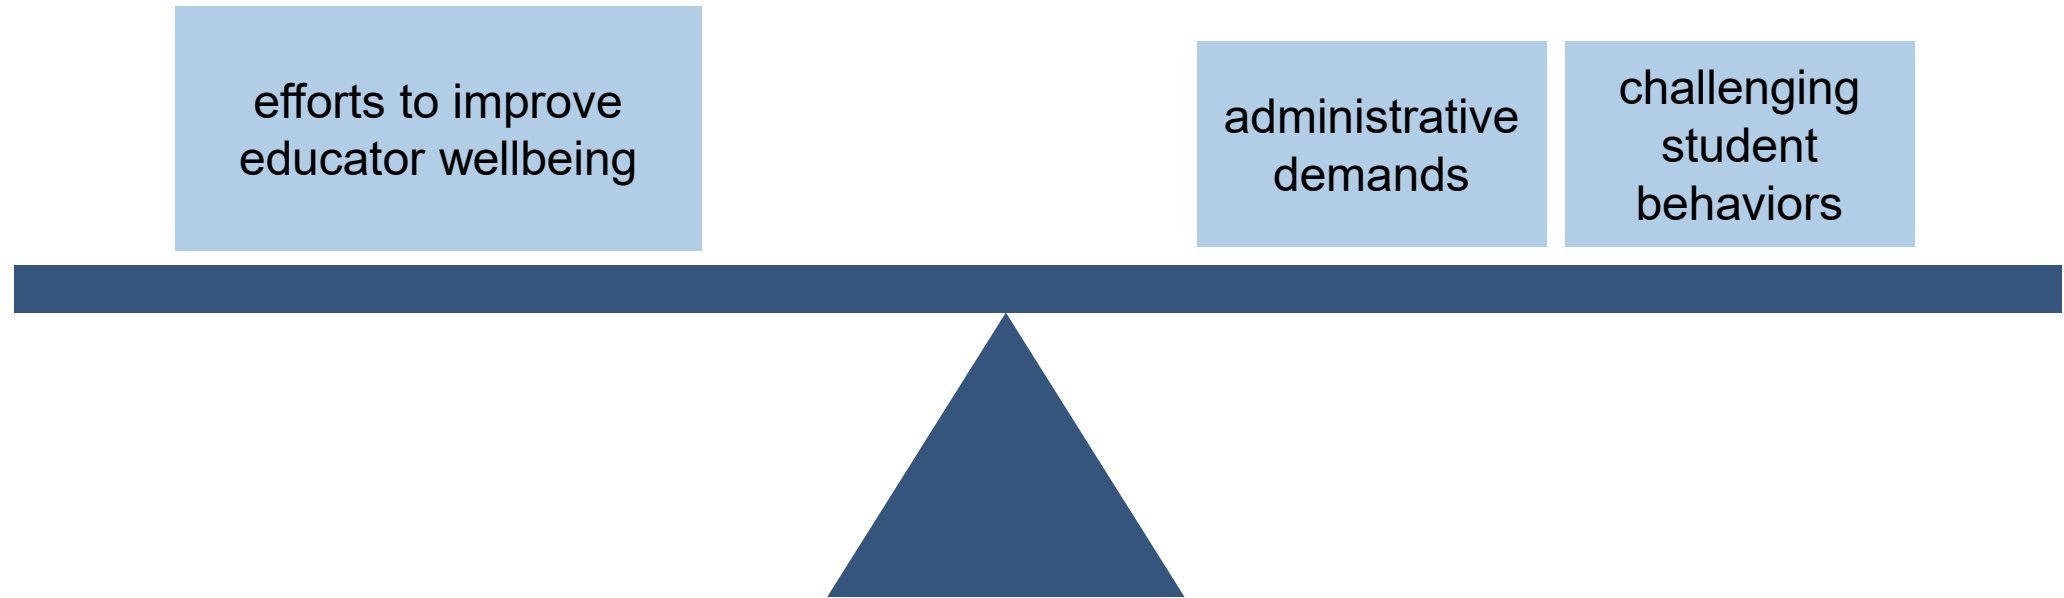 efforts to improve
educator wellbeing
administrative
demands
challenging
student
behaviors